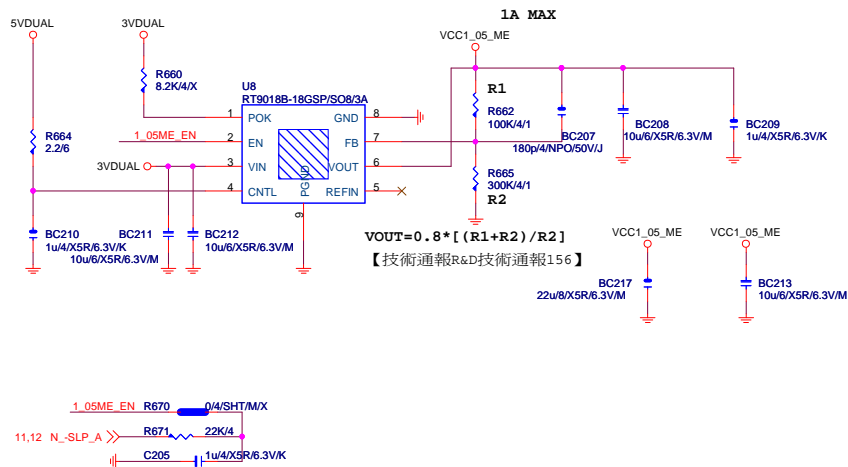 1A MAX
5VDUAL
3VDUAL
VCC1_05_ME
R660
8.2K/4/X
U8
RT9018B-18GSP/SO8/3A
R1
R662
100K/4/1
1 POK
GND 8
R664
2.2/6
1_05ME_EN
2 EN
FB 7
BC207
180p/4/NPO/50V/J
BC208
10u/6/X5R/6.3V/M
BC209
1u/4/X5R/6.3V/K
3VDUAL
3 VIN
VOUT 6
4 CNTL
REFIN 5
PGND
9
R665
300K/4/1
R2
BC210
1u/4/X5R/6.3V/K
BC211
10u/6/X5R/6.3V/M
BC212
10u/6/X5R/6.3V/M
VOUT=0.8*[(R1+R2)/R2]
【技術通報R&D技術通報156】
VCC1_05_ME
VCC1_05_ME
BC217
22u/8/X5R/6.3V/M
BC213
10u/6/X5R/6.3V/M
1_05ME_EN R670 0/4/SHT/M/X
11,12 N_-SLP_A R671 22K/4
C205 1u/4/X5R/6.3V/K